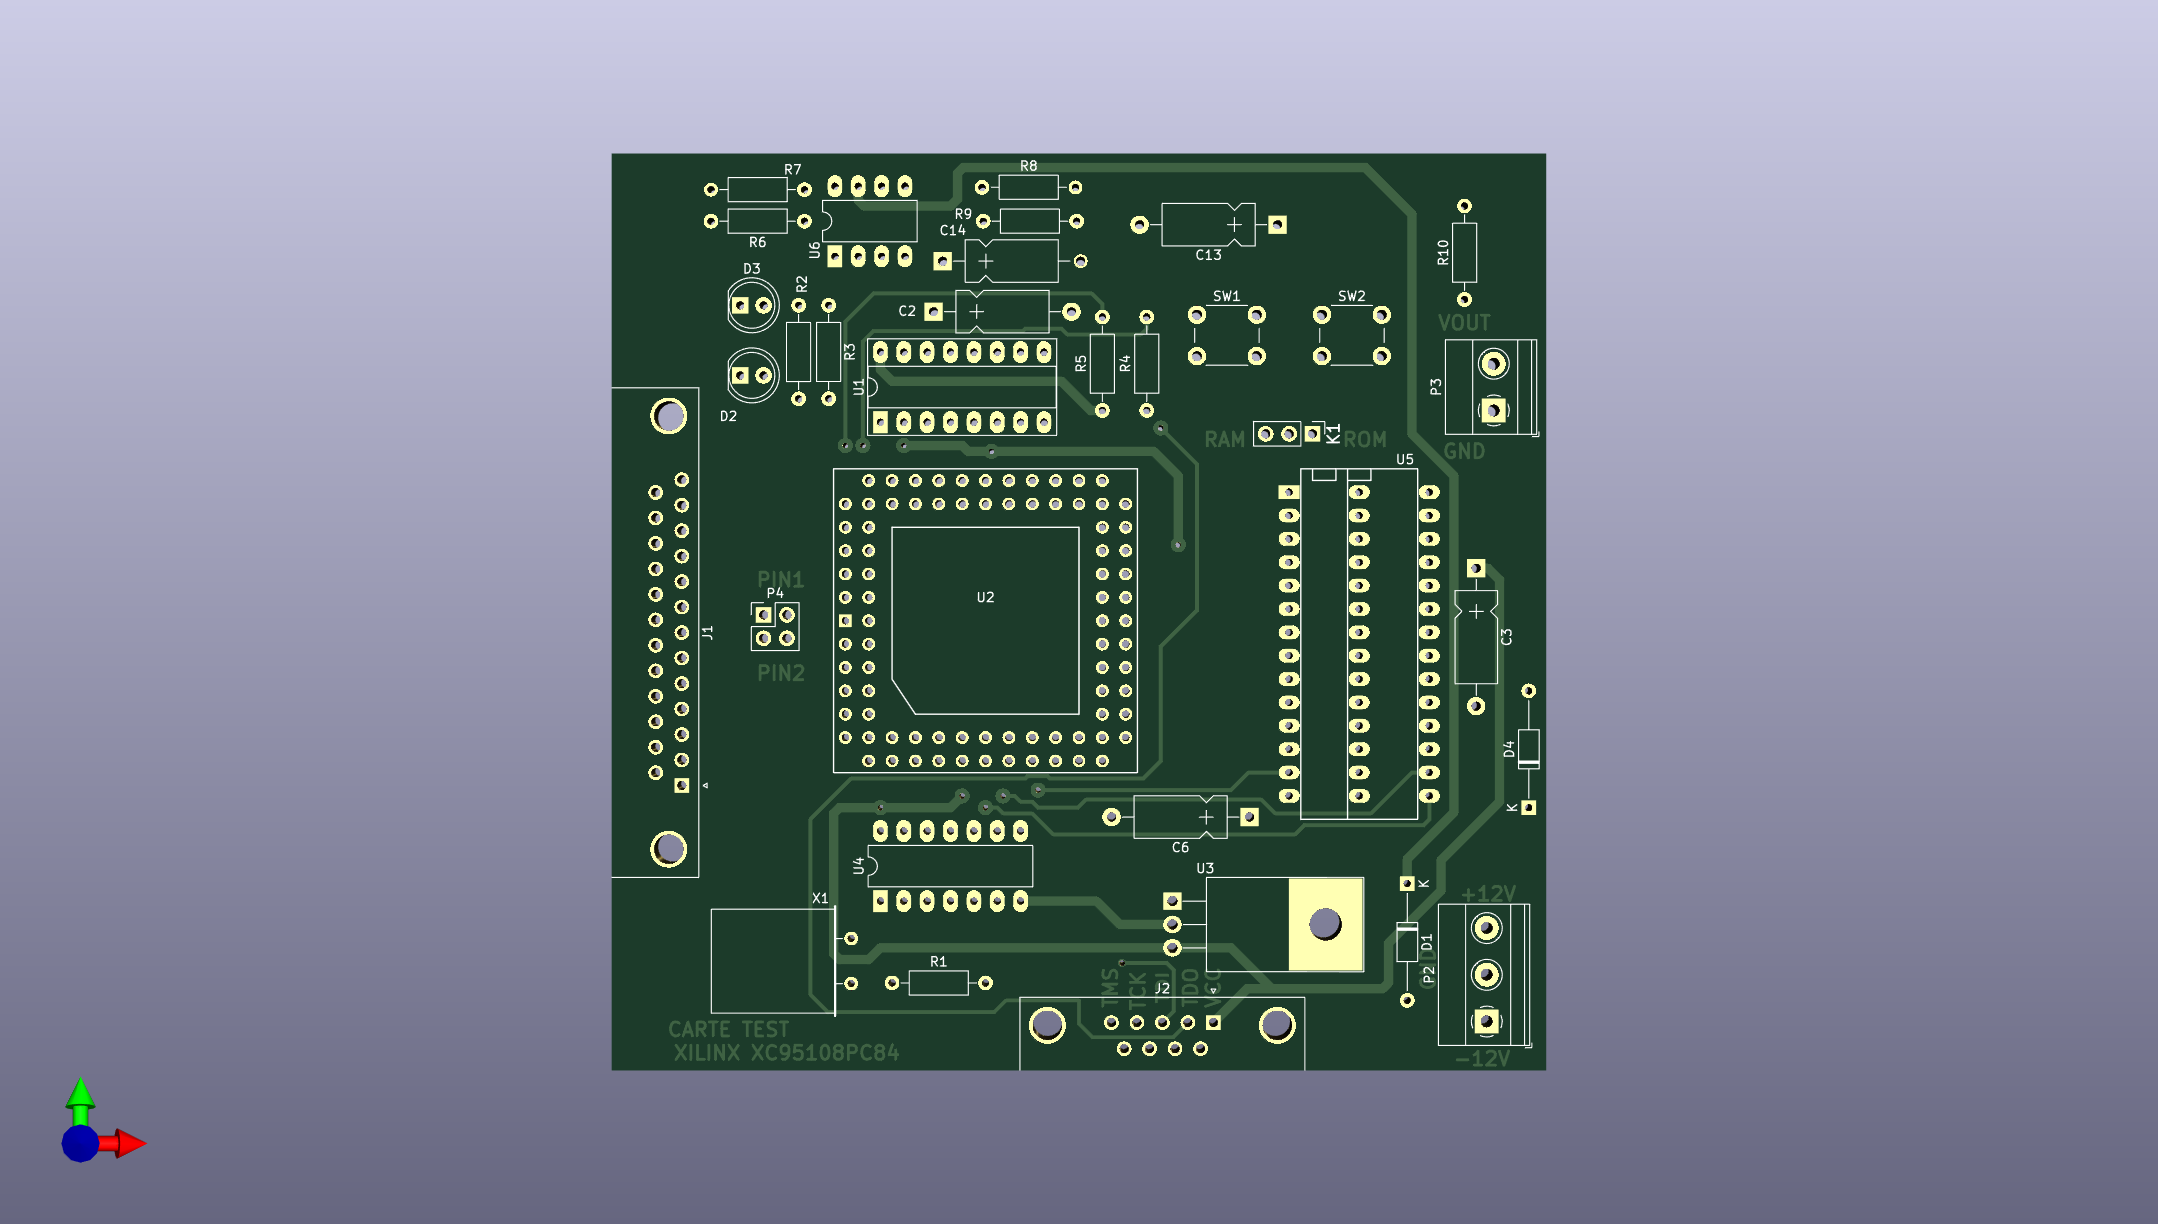 R7
R8
R6
U6
R9
C14
C13
R10
D3
R2
C2
SW1
SW2
VOUT
R3
R5
R4
U1
P3
D2
RAM
K1
ROM
GND
U5
PIN1
P4
U2
J1
C3
PIN2
D4
K
C6
U4
U3
K
X1
+12V
R1
D1
P2
GND
TMS
TCK
TDI
TDO
VCC
J2
CARTE TEST
XILINX XC95108PC84
-12V